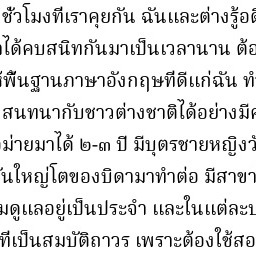 ชั่วโมงที่เราคุยกัน ฉันและต่างรู้อดี
ได้คบสนิทกันมาเป็นเวลานาน ต้อ
พื้นฐานภาษาอังกฤษที่ดีแก่ฉัน ทำ
สนทนากับชาวต่างชาติได้อย่างมีค
ม่ายมาได้ ๒-๓ ปี มีบุตรชายหญิงวั
ันใหญ่โตของบิดามาทำต่อ มีสาขา
มดูแลอยู่เป็นประจำ และในแต่ละบ
ที่เป็นสมบัติถาวร เพราะต้องใช้สอ